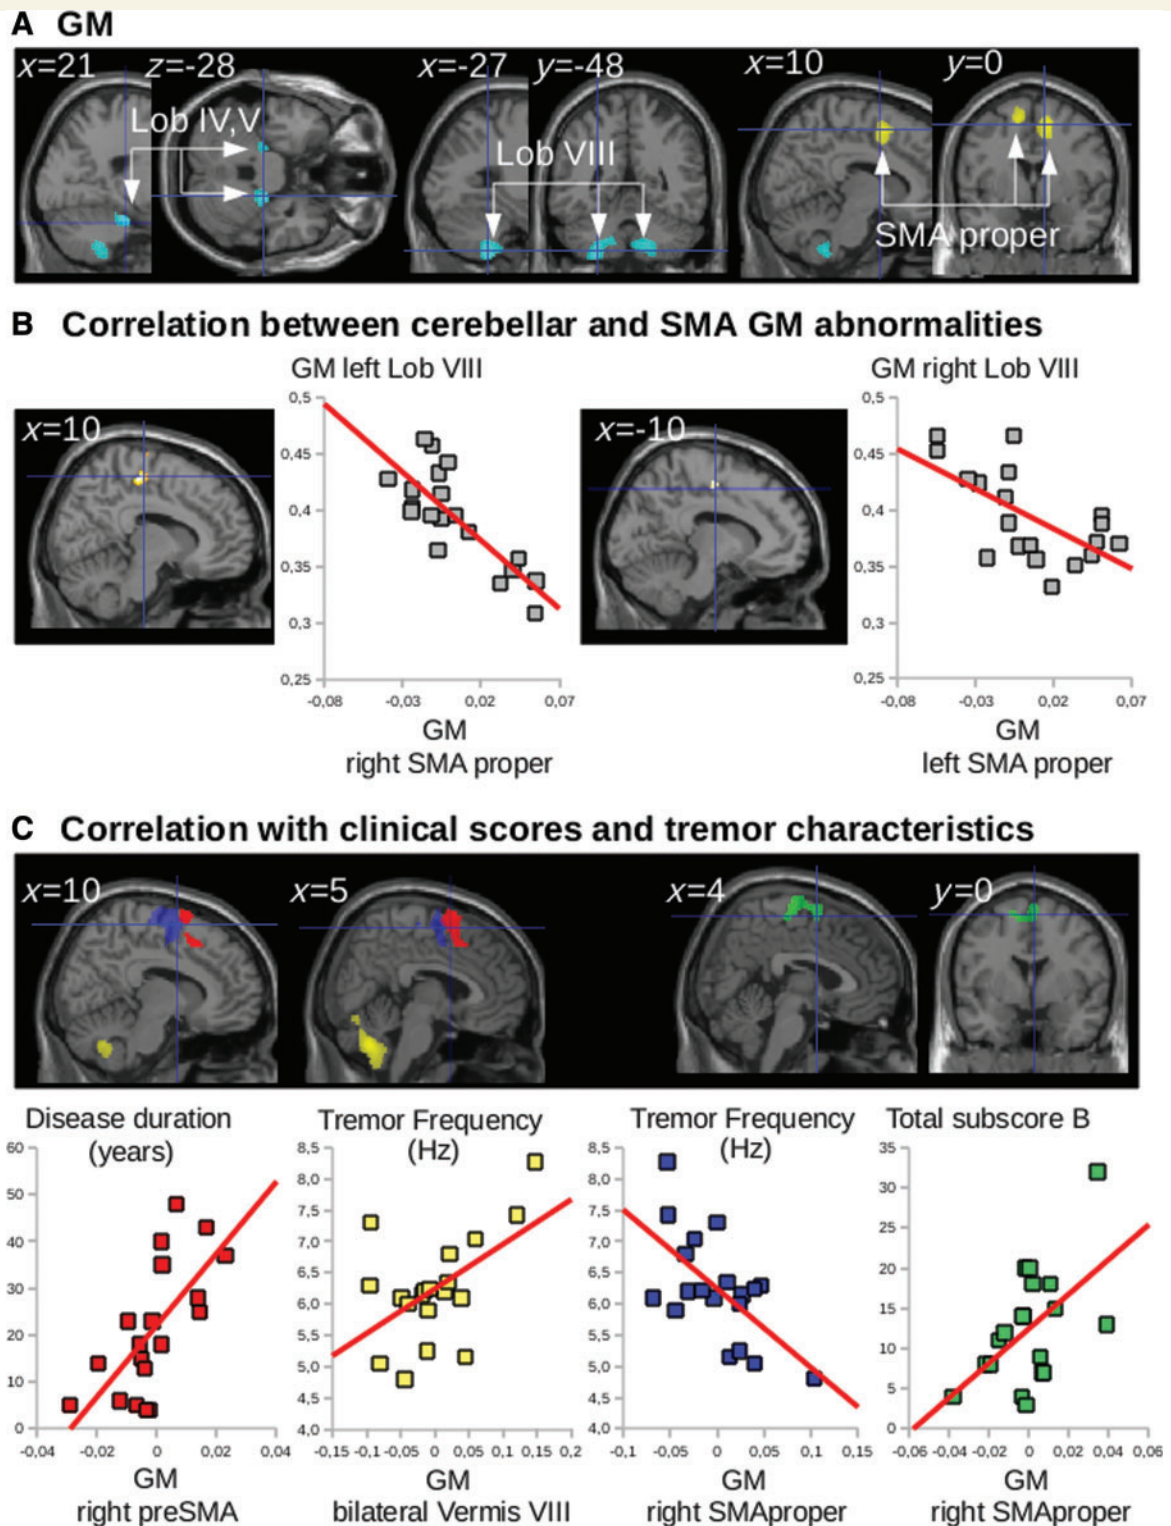 A GM
x=21 z=-28 x=-27 y=-48 x=10 y=0
Lob IV,V
Lob VIII
SMA proper
B Correlation between cerebellar and SMA GM abnormalities
GM left Lob VIII GM right Lob VIII
x=10 x=-10
0,5 0,5
0,45 0,45
0,4 0,4
0,35 0,35
0,3 0,3
0,25 0,25
-0,08 -0,03 0,02 0,07 -0,08 -0,03 0,02 0,07
GM GM
right SMA proper left SMA proper
C Correlation with clinical scores and tremor characteristics
x=10 x=5 x=4 y=0
Disease duration
(years)
60
50
40
30
20
10
0
-0,04 -0,02 0 0,02 0,04
GM
right preSMA
Tremor Frequency
(Hz)
8,5
8,0
7,5
7,0
6,5
6,0
5,5
5,0
4,5
4,0
-0,15 -0,1 -0,05 0 0,05 0,1 0,15 0,2
GM
bilateral Vermis VIII
Tremor Frequency
(Hz)
8,5
8,0
7,5
7,0
6,5
6,0
5,5
5,0
4,5
4,0
-0,1 -0,05 0 0,05 0,1 0,15
GM
right SMAproper
Total subscore B
35
30
25
20
15
10
5
0
-0,06 -0,04 -0,02 0 0,02 0,04 0,06
GM
right SMAproper